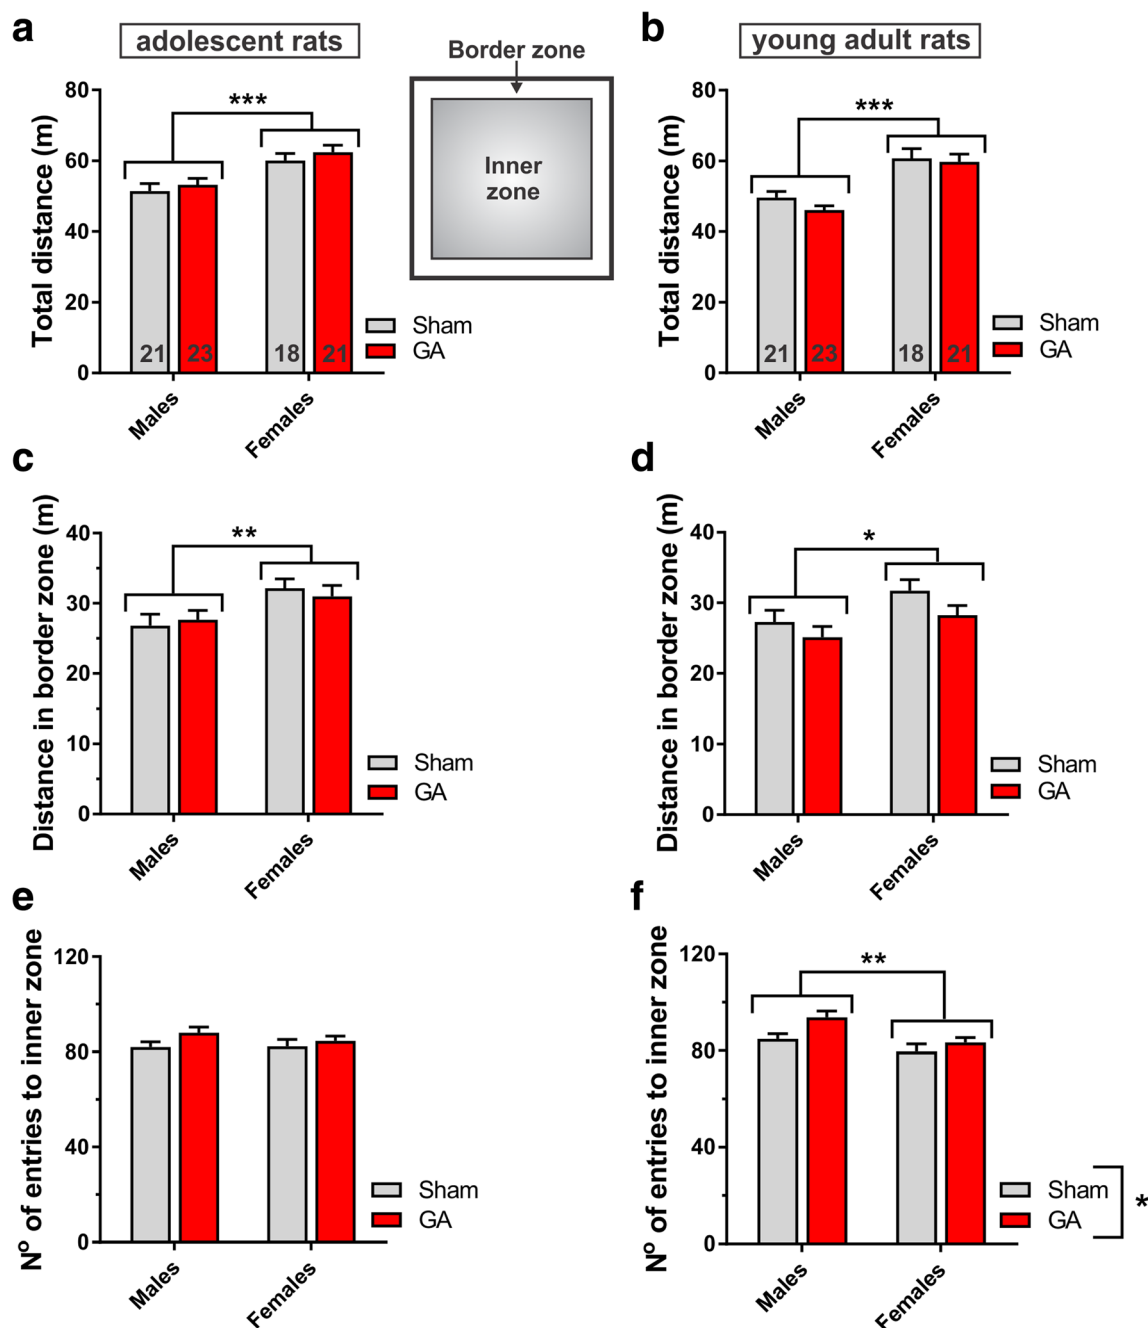 a
adolescent rats
Border zone
Inner
zone
***
Total distance (m)
80
60
40
20
0
21
23
18
21
Sham
GA
Males
Females
b
young adult rats
***
Total distance (m)
80
60
40
20
0
21
23
18
21
Sham
GA
Males
Females
c
**
Distance in border zone (m)
40
30
20
10
0
Sham
GA
Males
Females
d
*
Distance in border zone (m)
40
30
20
10
0
Sham
GA
Males
Females
e
Nº of entries to inner zone
120
80
40
0
Sham
GA
Males
Females
f
**
Nº of entries to inner zone
120
80
40
0
Sham
GA
*
Males
Females